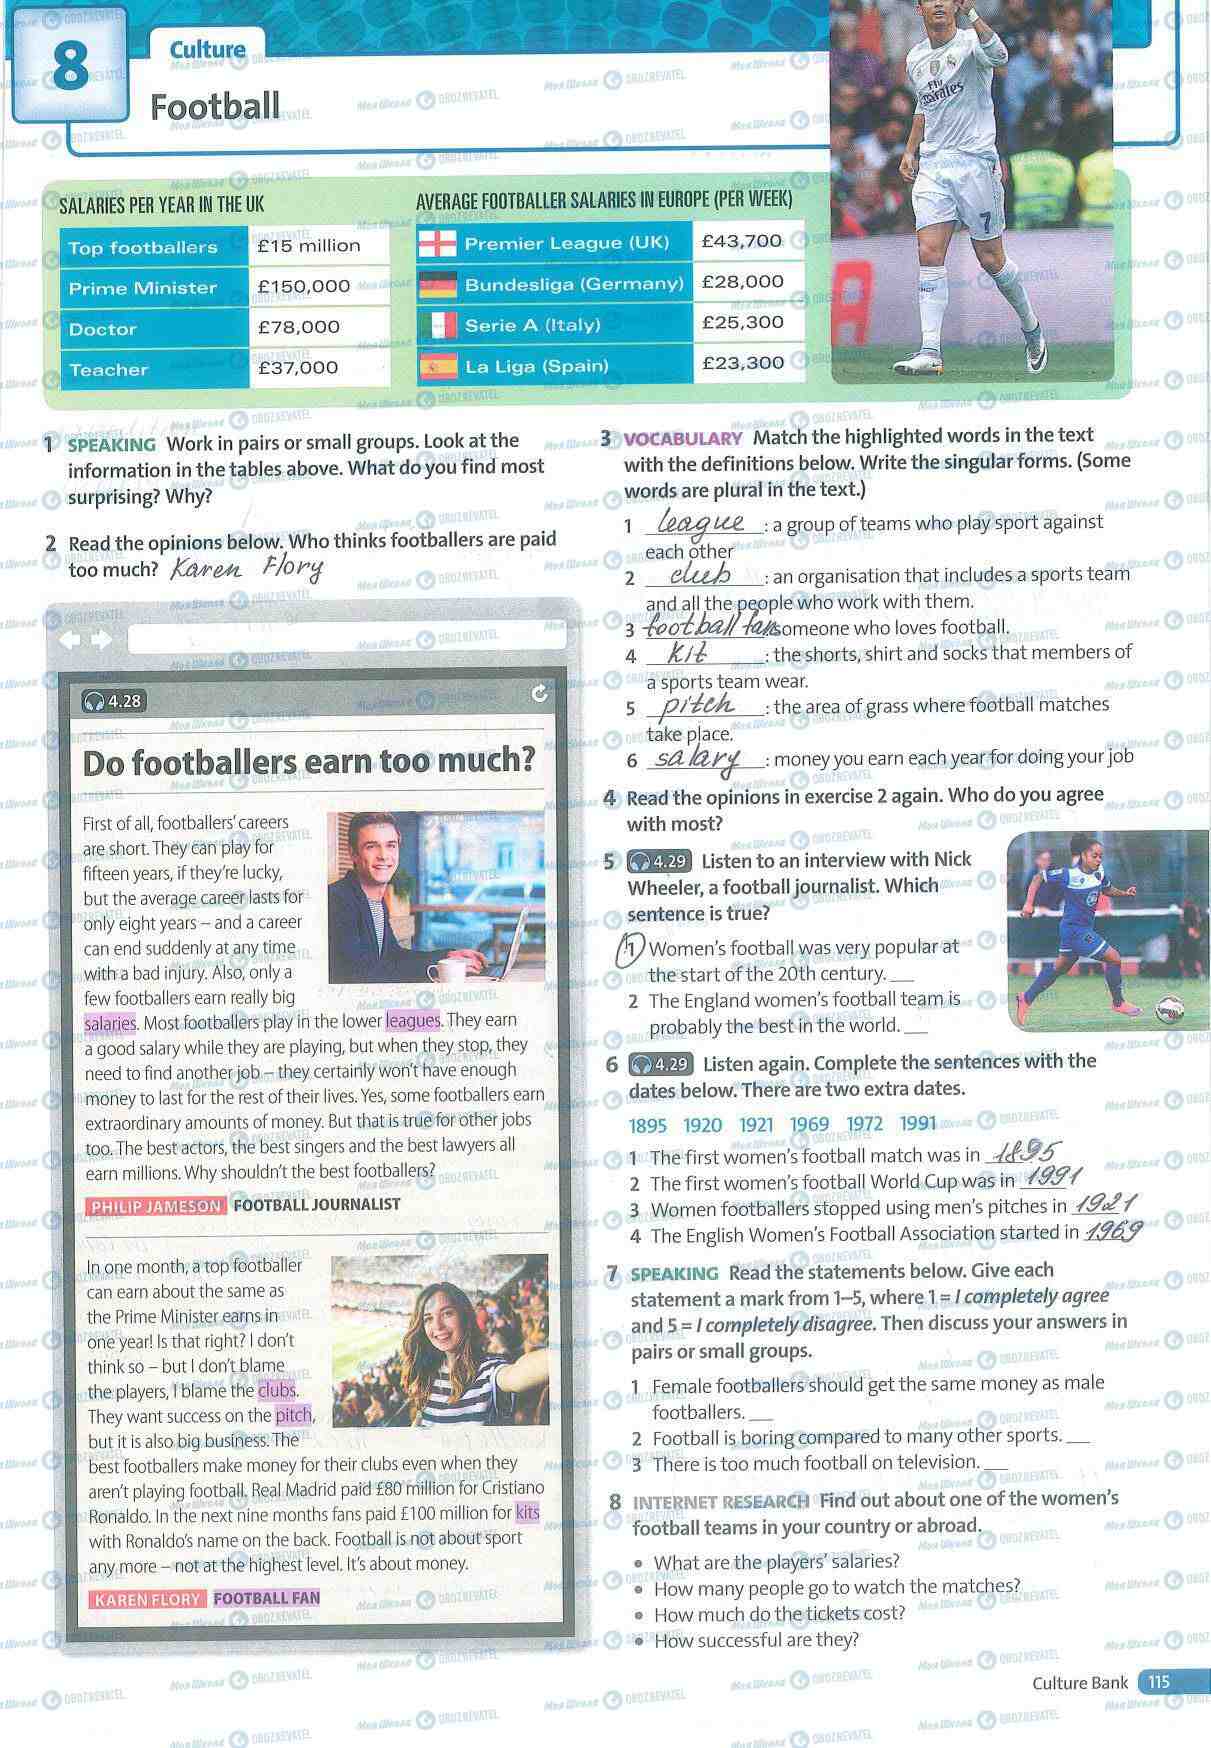 8
Culture
Football
SALARIES PER YEAR IN THE UK
Top footballers £15 million
Prime Minister £150,000
Doctor £78,000
Teacher £37,000
AVERAGE FOOTBALLER SALARIES IN EUROPE (PER WEEK)
Premier League (UK) £43,700
Bundesliga (Germany) £28,000
Serie A (Italy) £25,300
La Liga (Spain) £23,300
Fly Emirates
7
1 SPEAKING Work in pairs or small groups. Look at the
information in the tables above. What do you find most
surprising? Why?
2 Read the opinions below. Who thinks footballers are paid
too much? Karen Flory
4.28
Do footballers earn too much?
First of all, footballers' careers
are short. They can play for
fifteen years, if they're lucky,
but the average career lasts for
only eight years – and a career
can end suddenly at any time
with a bad injury. Also, only a
few footballers earn really big
salaries. Most footballers play in the lower leagues. They earn
a good salary while they are playing, but when they stop, they
need to find another job – they certainly won't have enough
money to last for the rest of their lives. Yes, some footballers earn
extraordinary amounts of money. But that is true for other jobs
too. The best actors, the best singers and the best lawyers all
earn millions. Why shouldn't the best footballers?
PHILIP JAMESON FOOTBALL JOURNALIST
In one month, a top footballer
can earn about the same as
the Prime Minister earns in
one year! Is that right? I don't
think so – but I don't blame
the players, I blame the clubs.
They want success on the pitch,
but it is also big business. The
best footballers make money for their clubs even when they
aren't playing football. Real Madrid paid £80 million for Cristiano
Ronaldo. In the next nine months fans paid £100 million for kits
with Ronaldo's name on the back. Football is not about sport
any more – not at the highest level. It's about money.
KAREN FLORY FOOTBALL FAN
3 VOCABULARY Match the highlighted words in the text
with the definitions below. Write the singular forms. (Some
words are plural in the text.)
1 league : a group of teams who play sport against
each other
2 club : an organisation that includes a sports team
and all the people who work with them.
3 football fan : someone who loves football.
4 kit : the shorts, shirt and socks that members of
a sports team wear.
5 pitch : the area of grass where football matches
take place.
6 salary : money you earn each year for doing your job
4 Read the opinions in exercise 2 again. Who do you agree
with most?
5 4.29 Listen to an interview with Nick
Wheeler, a football journalist. Which
sentence is true?
1 Women's football was very popular at
the start of the 20th century. __
2 The England women's football team is
probably the best in the world. __
6 4.29 Listen again. Complete the sentences with the
dates below. There are two extra dates.
1895 1920 1921 1969 1972 1991
1 The first women's football match was in 1895
2 The first women's football World Cup was in 1991
3 Women footballers stopped using men's pitches in 1921
4 The English Women's Football Association started in 1969
7 SPEAKING Read the statements below. Give each
statement a mark from 1–5, where 1 = I completely agree
and 5 = I completely disagree. Then discuss your answers in
pairs or small groups.
1 Female footballers should get the same money as male
footballers. __
2 Football is boring compared to many other sports. __
3 There is too much football on television. __
8 INTERNET RESEARCH Find out about one of the women's
football teams in your country or abroad.
• What are the players' salaries?
• How many people go to watch the matches?
• How much do the tickets cost?
• How successful are they?
Culture Bank 115
Моя Школа OBOZREVATEL